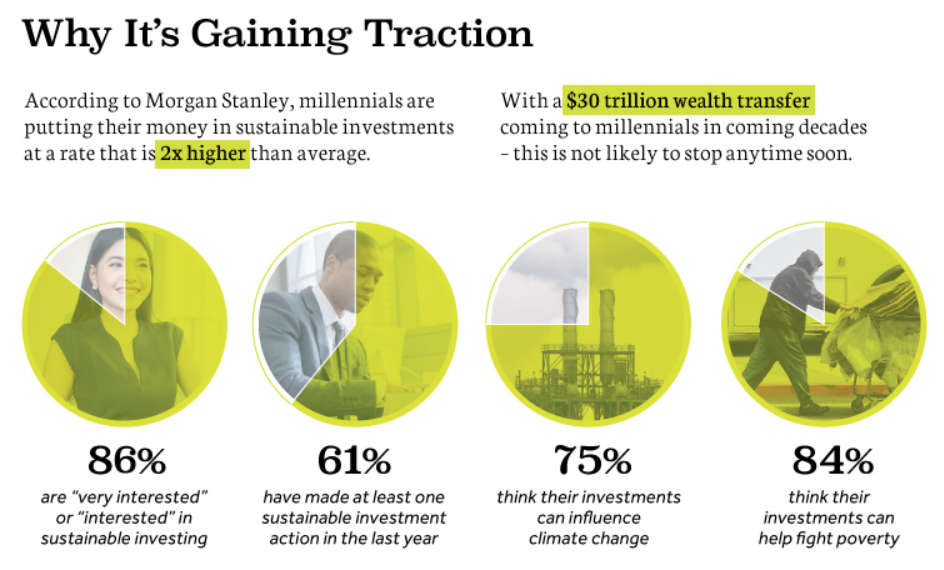 Why It's Gaining Traction
According to Morgan Stanley, millennials are
putting their money in sustainable investments
at a rate that is 2x higher than average.
With a $30 trillion wealth transfer
coming to millennials in coming decades
– this is not likely to stop anytime soon.
86%
are "very interested"
or "interested" in
sustainable investing
61%
have made at least one
sustainable investment
action in the last year
75%
think their investments
can influence
climate change
84%
think their
investments can
help fight poverty